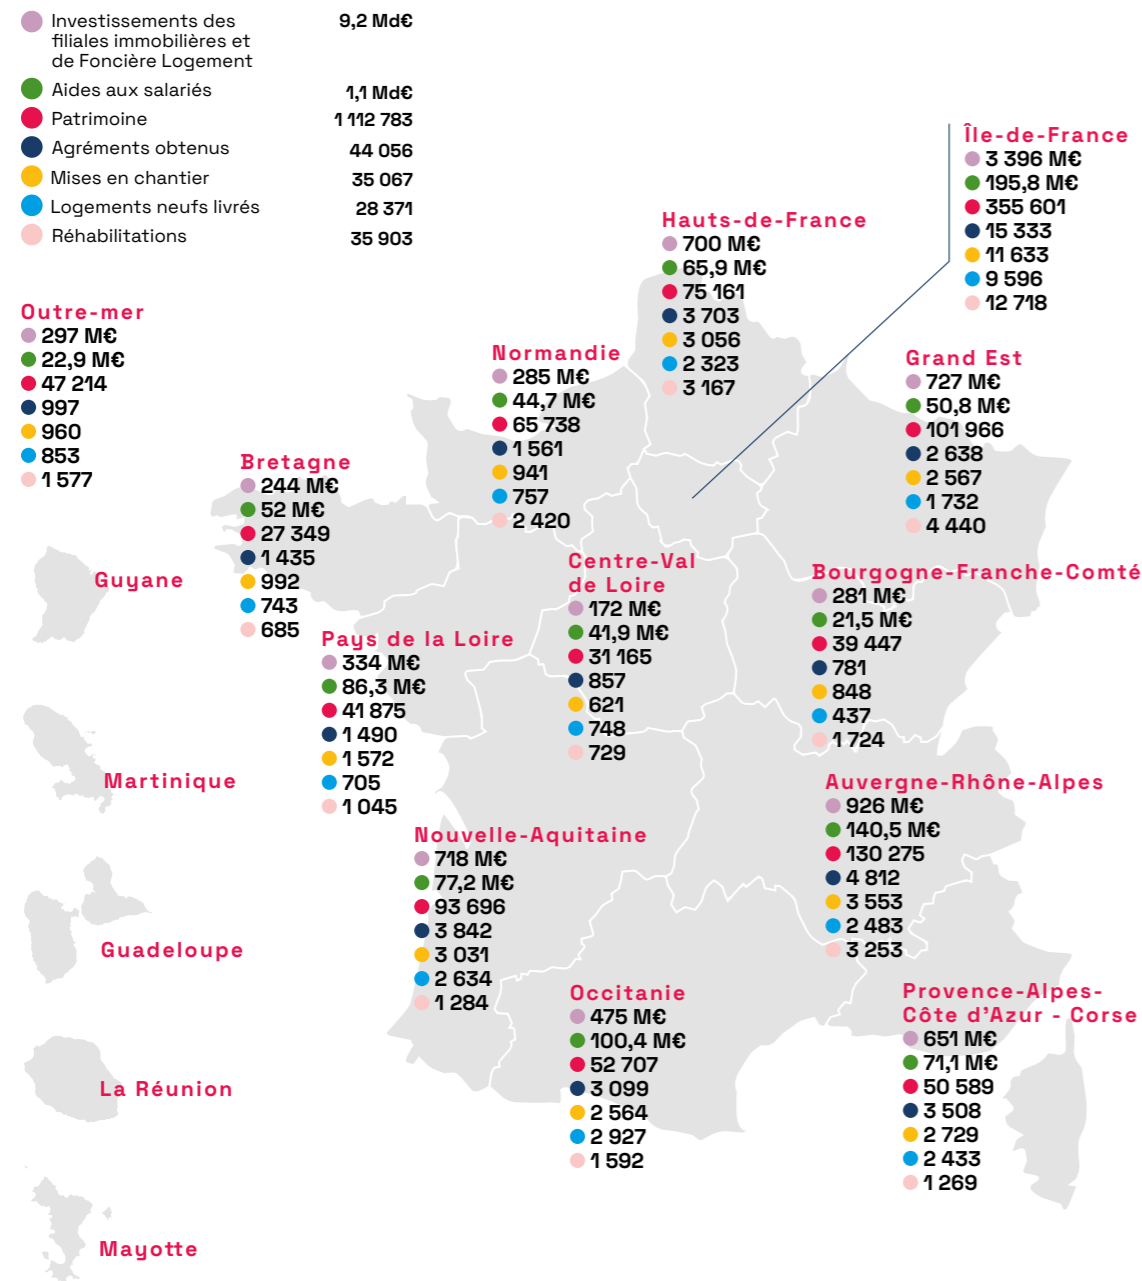 Investissements des 9,2 Md€
filiales immobilières et
de Foncière Logement
Aides aux salariés 1,1 Md€
Patrimoine 1 112 783
Agréments obtenus 44 056
Mises en chantier 35 067
Logements neufs livrés 28 371
Réhabilitations 35 903
Île-de-France
3 396 M€
195,8 M€
355 601
15 333
11 633
9 596
12 718
Hauts-de-France
700 M€
65,9 M€
75 161
3 703
3 056
2 323
3 167
Outre-mer
297 M€
22,9 M€
47 214
997
960
853
1 577
Normandie
285 M€
44,7 M€
65 738
1 561
941
757
2 420
Grand Est
727 M€
50,8 M€
101 966
2 638
2 567
1 732
4 440
Bretagne
244 M€
52 M€
27 349
1 435
992
743
685
Centre-Val
de Loire
172 M€
41,9 M€
31 165
857
621
748
729
Bourgogne-Franche-Comté
281 M€
21,5 M€
39 447
781
848
437
1 724
Guyane
Pays de la Loire
334 M€
86,3 M€
41 875
1 490
1 572
705
1 045
Martinique
Auvergne-Rhône-Alpes
926 M€
140,5 M€
130 275
4 812
3 553
2 483
3 253
Nouvelle-Aquitaine
718 M€
77,2 M€
93 696
3 842
3 031
2 634
1 284
Guadeloupe
Occitanie
475 M€
100,4 M€
52 707
3 099
2 564
2 927
1 592
Provence-Alpes-
Côte d'Azur - Corse
651 M€
71,1 M€
50 589
3 508
2 729
2 433
1 269
La Réunion
Mayotte